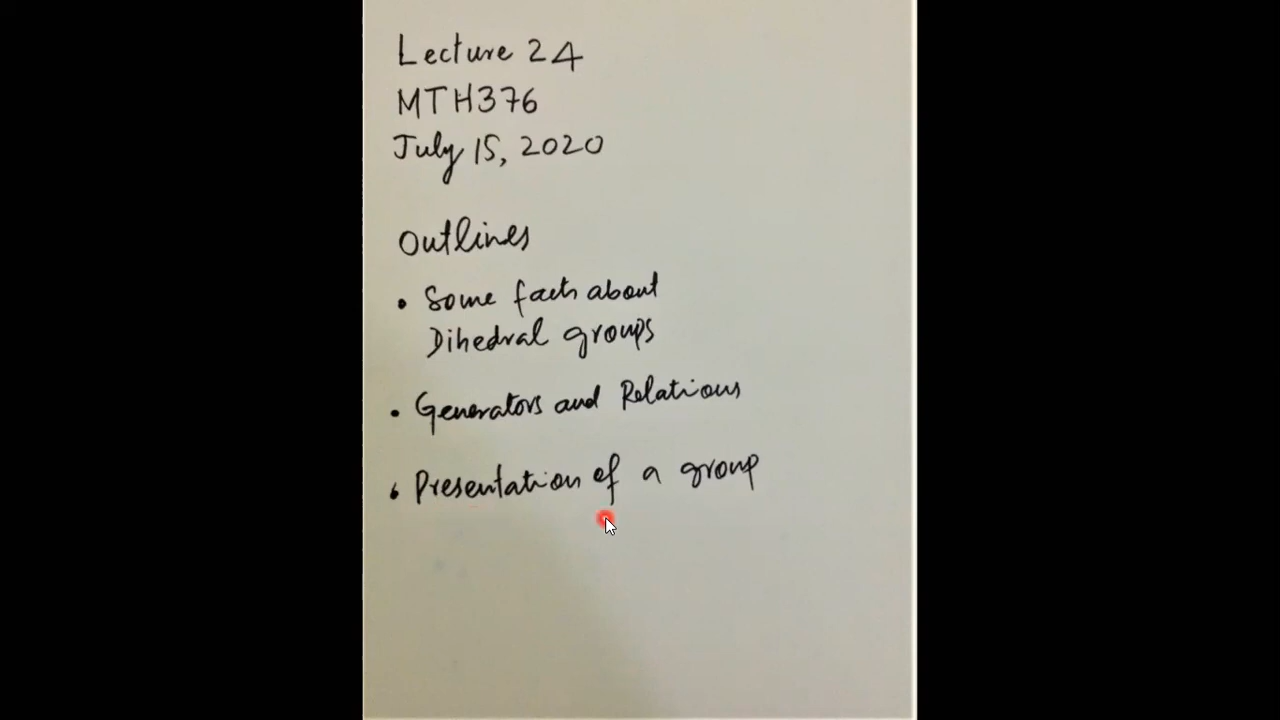 Lecture 24
MTH376
July 15, 2020
Outlines
• Some facts about
Dihedral groups
• Generators and Relations
• Presentation of a group